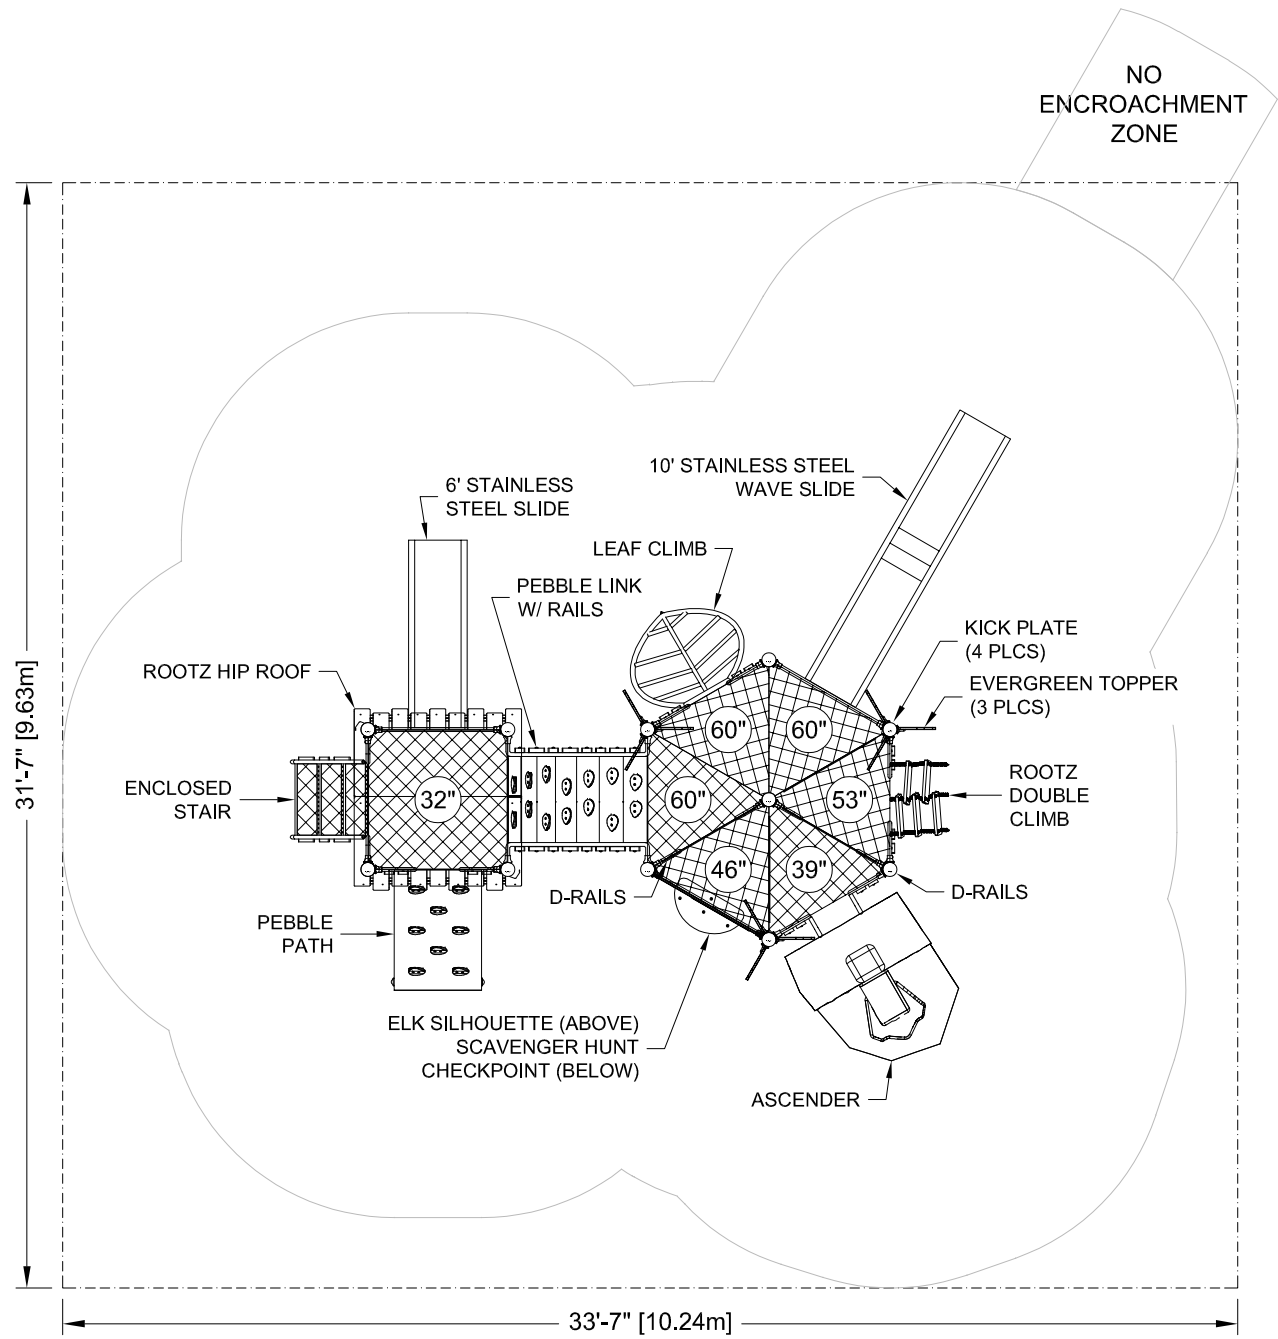 NO
ENCROACHMENT
ZONE
10' STAINLESS STEEL
WAVE SLIDE
6' STAINLESS
STEEL SLIDE
LEAF CLIMB
PEBBLE LINK
W/ RAILS
KICK PLATE
(4 PLCS)
ROOTZ HIP ROOF
EVERGREEN TOPPER
(3 PLCS)
31'-7" [9.63m]
60"
60"
ENCLOSED
STAIR
32"
60"
53"
ROOTZ
DOUBLE
CLIMB
46"
39"
D-RAILS
D-RAILS
PEBBLE
PATH
ELK SILHOUETTE (ABOVE)
SCAVENGER HUNT
CHECKPOINT (BELOW)
ASCENDER
33'-7" [10.24m]